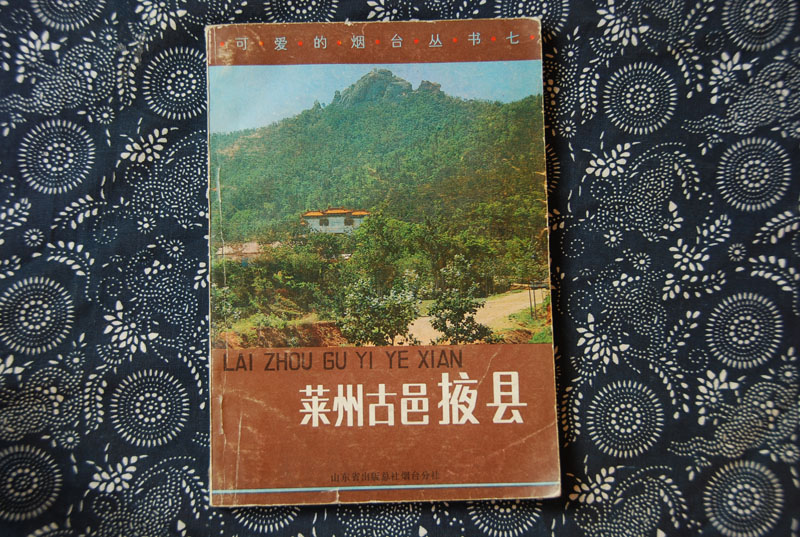 可·爱·的·烟·台·丛·书·七
LAI ZHOU GU YI YE XIAN
莱州古邑掖县
山东省出版总社烟台分社